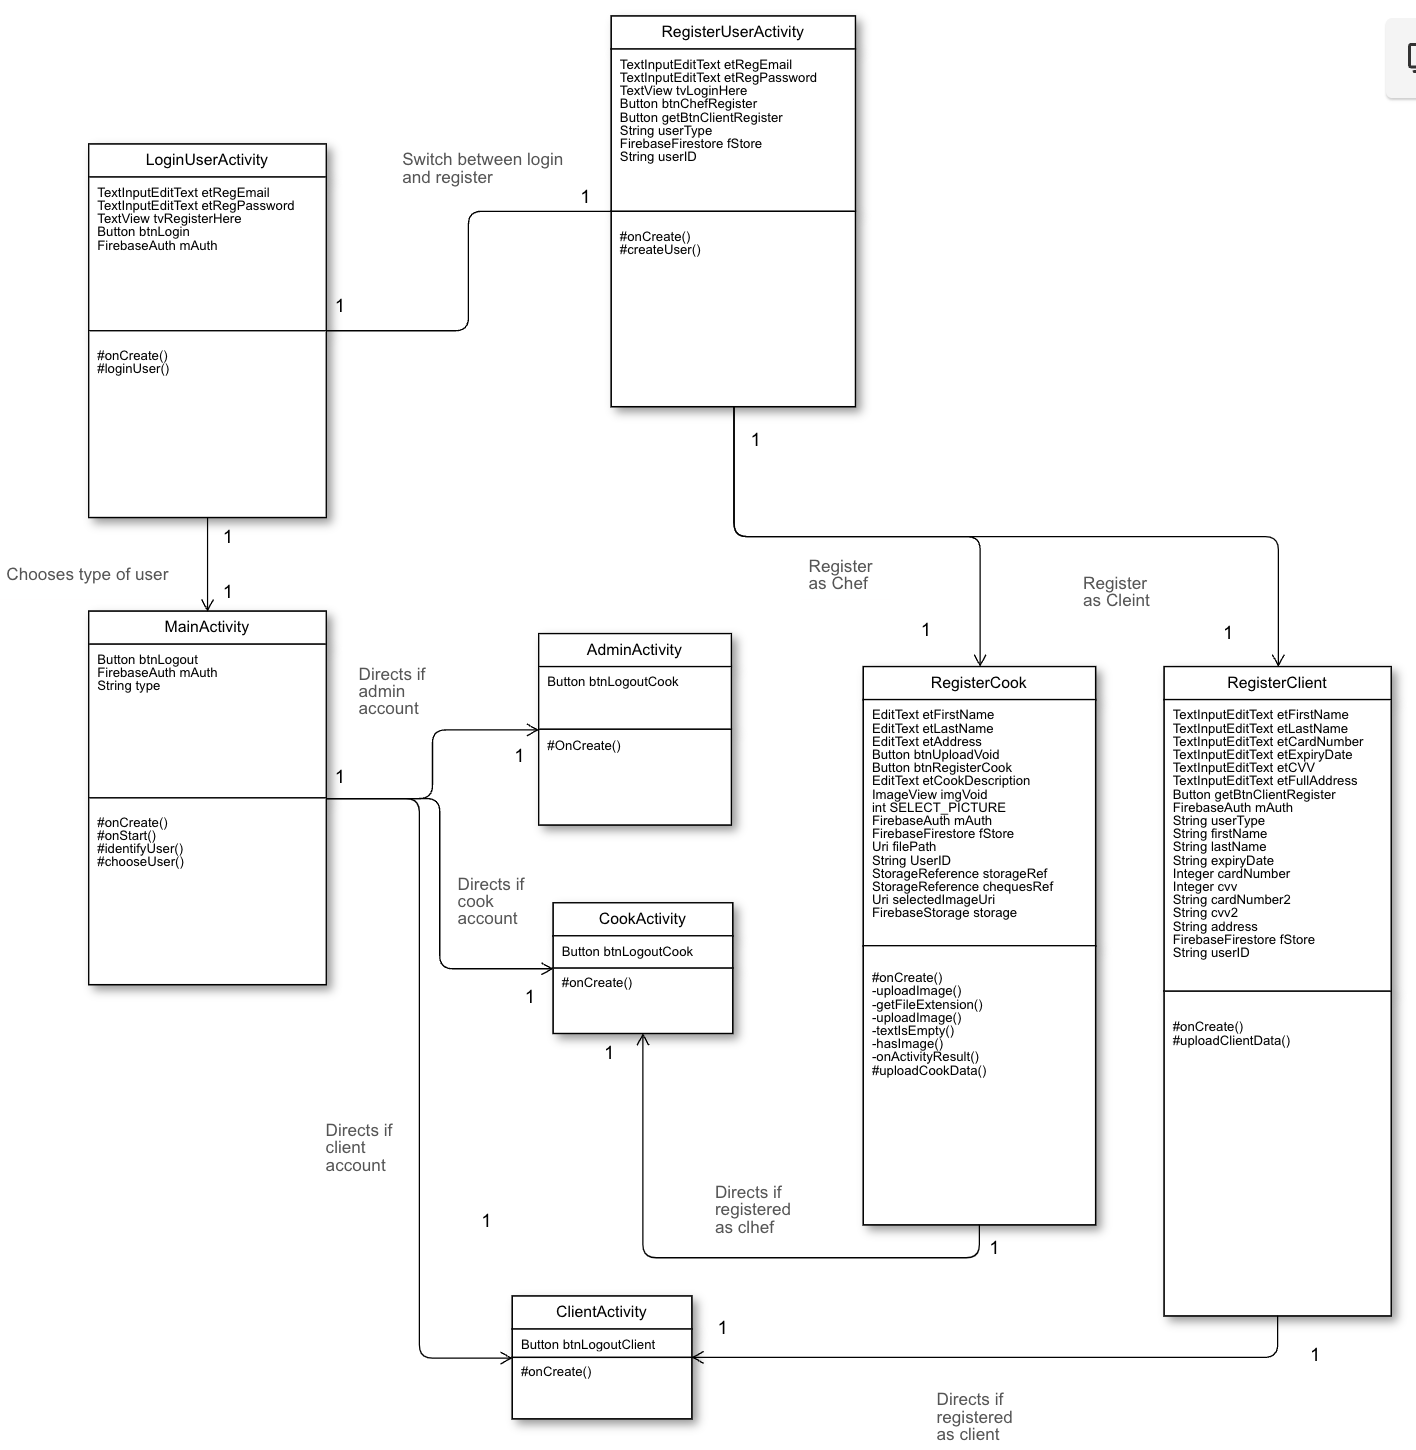 RegisterUserActivity
TextInputEditText etRegEmail
TextInputEditText etRegPassword
TextView tvLoginHere
Button btnChefRegister
Button getBtnClientRegister
String userType
FirebaseFirestore fStore
String userID
#onCreate()
#createUser()
1
Switch between login
and register
1
LoginUserActivity
TextInputEditText etRegEmail
TextInputEditText etRegPassword
TextView tvRegisterHere
Button btnLogin
FirebaseAuth mAuth
#onCreate()
#loginUser()
1
Chooses type of user
1
1
MainActivity
Button btnLogout
FirebaseAuth mAuth
String type
#onCreate()
#onStart()
#identifyUser()
#chooseUser()
1
Directs if
admin
account
1
AdminActivity
Button btnLogoutCook
#OnCreate()
Directs if
cook
account
1
CookActivity
Button btnLogoutCook
#onCreate()
1
Register
as Chef
1
Register
as Cleint
1
RegisterCook
EditText etFirstName
EditText etLastName
EditText etAddress
Button btnUploadVoid
Button btnRegisterCook
EditText etCookDescription
ImageView imgVoid
int SELECT_PICTURE
FirebaseAuth mAuth
FirebaseFirestore fStore
Uri filePath
String UserID
StorageReference storageRef
StorageReference chequesRef
Uri selectedImageUri
FirebaseStorage storage
#onCreate()
-uploadImage()
-getFileExtension()
-uploadImage()
-textIsEmpty()
-hasImage()
-onActivityResult()
#uploadCookData()
RegisterClient
TextInputEditText etFirstName
TextInputEditText etLastName
TextInputEditText etCardNumber
TextInputEditText etExpiryDate
TextInputEditText etCVV
TextInputEditText etFullAddress
Button getBtnClientRegister
FirebaseAuth mAuth
String userType
String firstName
String lastName
String expiryDate
Integer cardNumber
Integer cvv
String cardNumber2
String cvv2
String address
FirebaseFirestore fStore
String userID
#onCreate()
#uploadClientData()
Directs if
client
account
1
Directs if
registered
as clhef
1
ClientActivity
Button btnLogoutClient
#onCreate()
1
1
Directs if
registered
as client